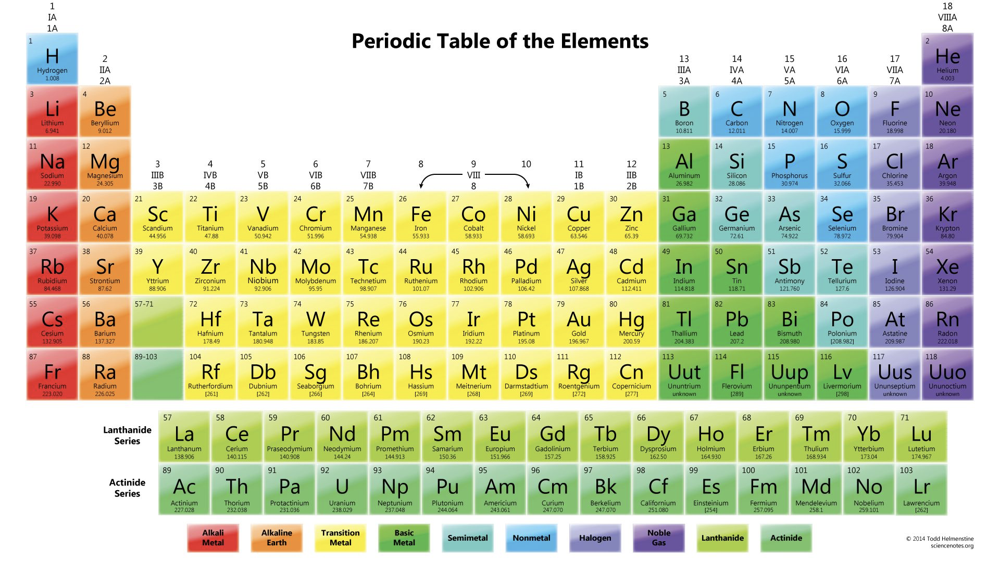 Periodic Table of the Elements
1
IA
1A
2
IIA
2A
3
IIIB
3B
4
IVB
4B
5
VB
5B
6
VIB
6B
7
VIIB
7B
8
9
VIII
8
10
11
IB
1B
12
IIB
2B
13
IIIA
3A
14
IVA
4A
15
VA
5A
16
VIA
6A
17
VIIA
7A
18
VIIIA
8A
1
H
Hydrogen
1.008
2
He
Helium
4.003
3
Li
Lithium
6.941
4
Be
Beryllium
9.012
5
B
Boron
10.811
6
C
Carbon
12.011
7
N
Nitrogen
14.007
8
O
Oxygen
15.999
9
F
Fluorine
18.998
10
Ne
Neon
20.180
11
Na
Sodium
22.990
12
Mg
Magnesium
24.305
13
Al
Aluminum
26.982
14
Si
Silicon
28.086
15
P
Phosphorus
30.974
16
S
Sulfur
32.066
17
Cl
Chlorine
35.453
18
Ar
Argon
39.948
19
K
Potassium
39.098
20
Ca
Calcium
40.078
21
Sc
Scandium
44.956
22
Ti
Titanium
47.88
23
V
Vanadium
50.942
24
Cr
Chromium
51.996
25
Mn
Manganese
54.938
26
Fe
Iron
55.933
27
Co
Cobalt
58.933
28
Ni
Nickel
58.693
29
Cu
Copper
63.546
30
Zn
Zinc
65.39
31
Ga
Gallium
69.732
32
Ge
Germanium
72.61
33
As
Arsenic
74.922
34
Se
Selenium
78.972
35
Br
Bromine
79.904
36
Kr
Krypton
84.80
37
Rb
Rubidium
84.468
38
Sr
Strontium
87.62
39
Y
Yttrium
88.906
40
Zr
Zirconium
91.224
41
Nb
Niobium
92.906
42
Mo
Molybdenum
95.95
43
Tc
Technetium
98.907
44
Ru
Ruthenium
101.07
45
Rh
Rhodium
102.906
46
Pd
Palladium
106.42
47
Ag
Silver
107.868
48
Cd
Cadmium
112.411
49
In
Indium
114.818
50
Sn
Tin
118.71
51
Sb
Antimony
121.760
52
Te
Tellurium
127.6
53
I
Iodine
126.904
54
Xe
Xenon
131.29
55
Cs
Cesium
132.905
56
Ba
Barium
137.327
57-71
72
Hf
Hafnium
178.49
73
Ta
Tantalum
180.948
74
W
Tungsten
183.85
75
Re
Rhenium
186.207
76
Os
Osmium
190.23
77
Ir
Iridium
192.22
78
Pt
Platinum
195.08
79
Au
Gold
196.967
80
Hg
Mercury
200.59
81
Tl
Thallium
204.383
82
Pb
Lead
207.2
83
Bi
Bismuth
208.980
84
Po
Polonium
[208.982]
85
At
Astatine
209.987
86
Rn
Radon
222.018
87
Fr
Francium
223.020
88
Ra
Radium
226.025
89-103
104
Rf
Rutherfordium
[261]
105
Db
Dubnium
[262]
106
Sg
Seaborgium
[266]
107
Bh
Bohrium
[264]
108
Hs
Hassium
[269]
109
Mt
Meitnerium
[268]
110
Ds
Darmstadtium
[269]
111
Rg
Roentgenium
[272]
112
Cn
Copernicium
[277]
113
Uut
Ununtrium
unknown
114
Fl
Flerovium
[289]
115
Uup
Ununpentium
unknown
116
Lv
Livermorium
[298]
117
Uus
Ununseptium
unknown
118
Uuo
Ununoctium
unknown
Lanthanide
Series
57
La
Lanthanum
138.906
58
Ce
Cerium
140.115
59
Pr
Praseodymium
140.908
60
Nd
Neodymium
144.24
61
Pm
Promethium
144.913
62
Sm
Samarium
150.36
63
Eu
Europium
151.966
64
Gd
Gadolinium
157.25
65
Tb
Terbium
158.925
66
Dy
Dysprosium
162.50
67
Ho
Holmium
164.930
68
Er
Erbium
167.26
69
Tm
Thulium
168.934
70
Yb
Ytterbium
173.04
71
Lu
Lutetium
174.967
Actinide
Series
89
Ac
Actinium
227.028
90
Th
Thorium
232.038
91
Pa
Protactinium
231.036
92
U
Uranium
238.029
93
Np
Neptunium
237.048
94
Pu
Plutonium
244.064
95
Am
Americium
243.061
96
Cm
Curium
247.070
97
Bk
Berkelium
247.070
98
Cf
Californium
251.080
99
Es
Einsteinium
[254]
100
Fm
Fermium
257.095
101
Md
Mendelevium
258.1
102
No
Nobelium
259.101
103
Lr
Lawrencium
[262]
Alkali
Metal
Alkaline
Earth
Transition
Metal
Basic
Metal
Semimetal
Nonmetal
Halogen
Noble
Gas
Lanthanide
Actinide
© 2014 Todd Helmenstine
sciencenotes.org